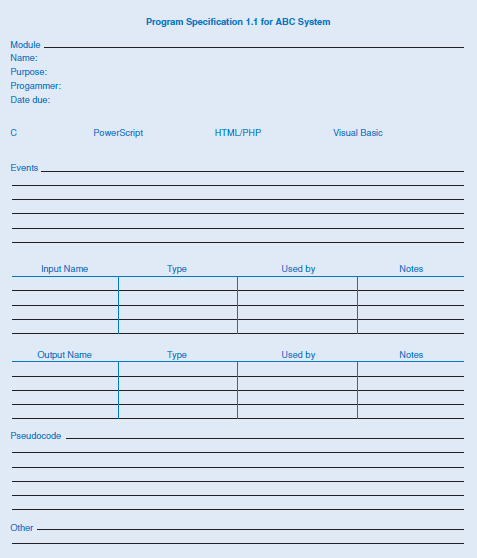 Program Specification 1.1 for ABC System
Module
Name:
Purpose:
Progammer:
Date due:
C PowerScript HTML/PHP Visual Basic
Events
Input Name Type Used by Notes
Output Name Type Used by Notes
Pseudocode
Other